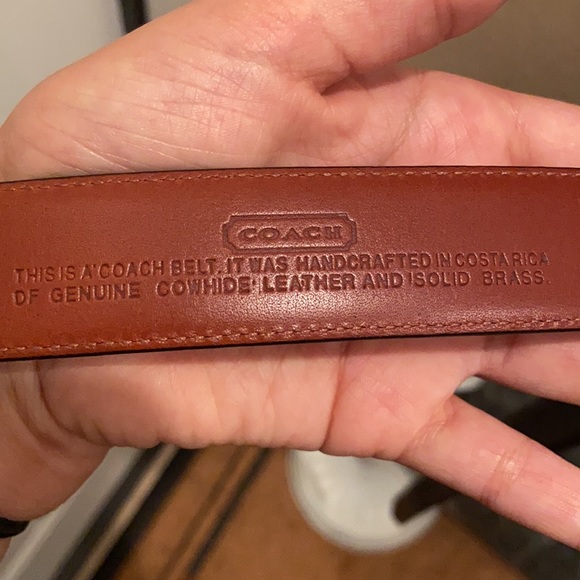 COACH
THIS IS A COACH BELT. IT WAS HANDCRAFTED IN COSTA RICA
OF GENUINE COWHIDE LEATHER AND SOLID BRASS.